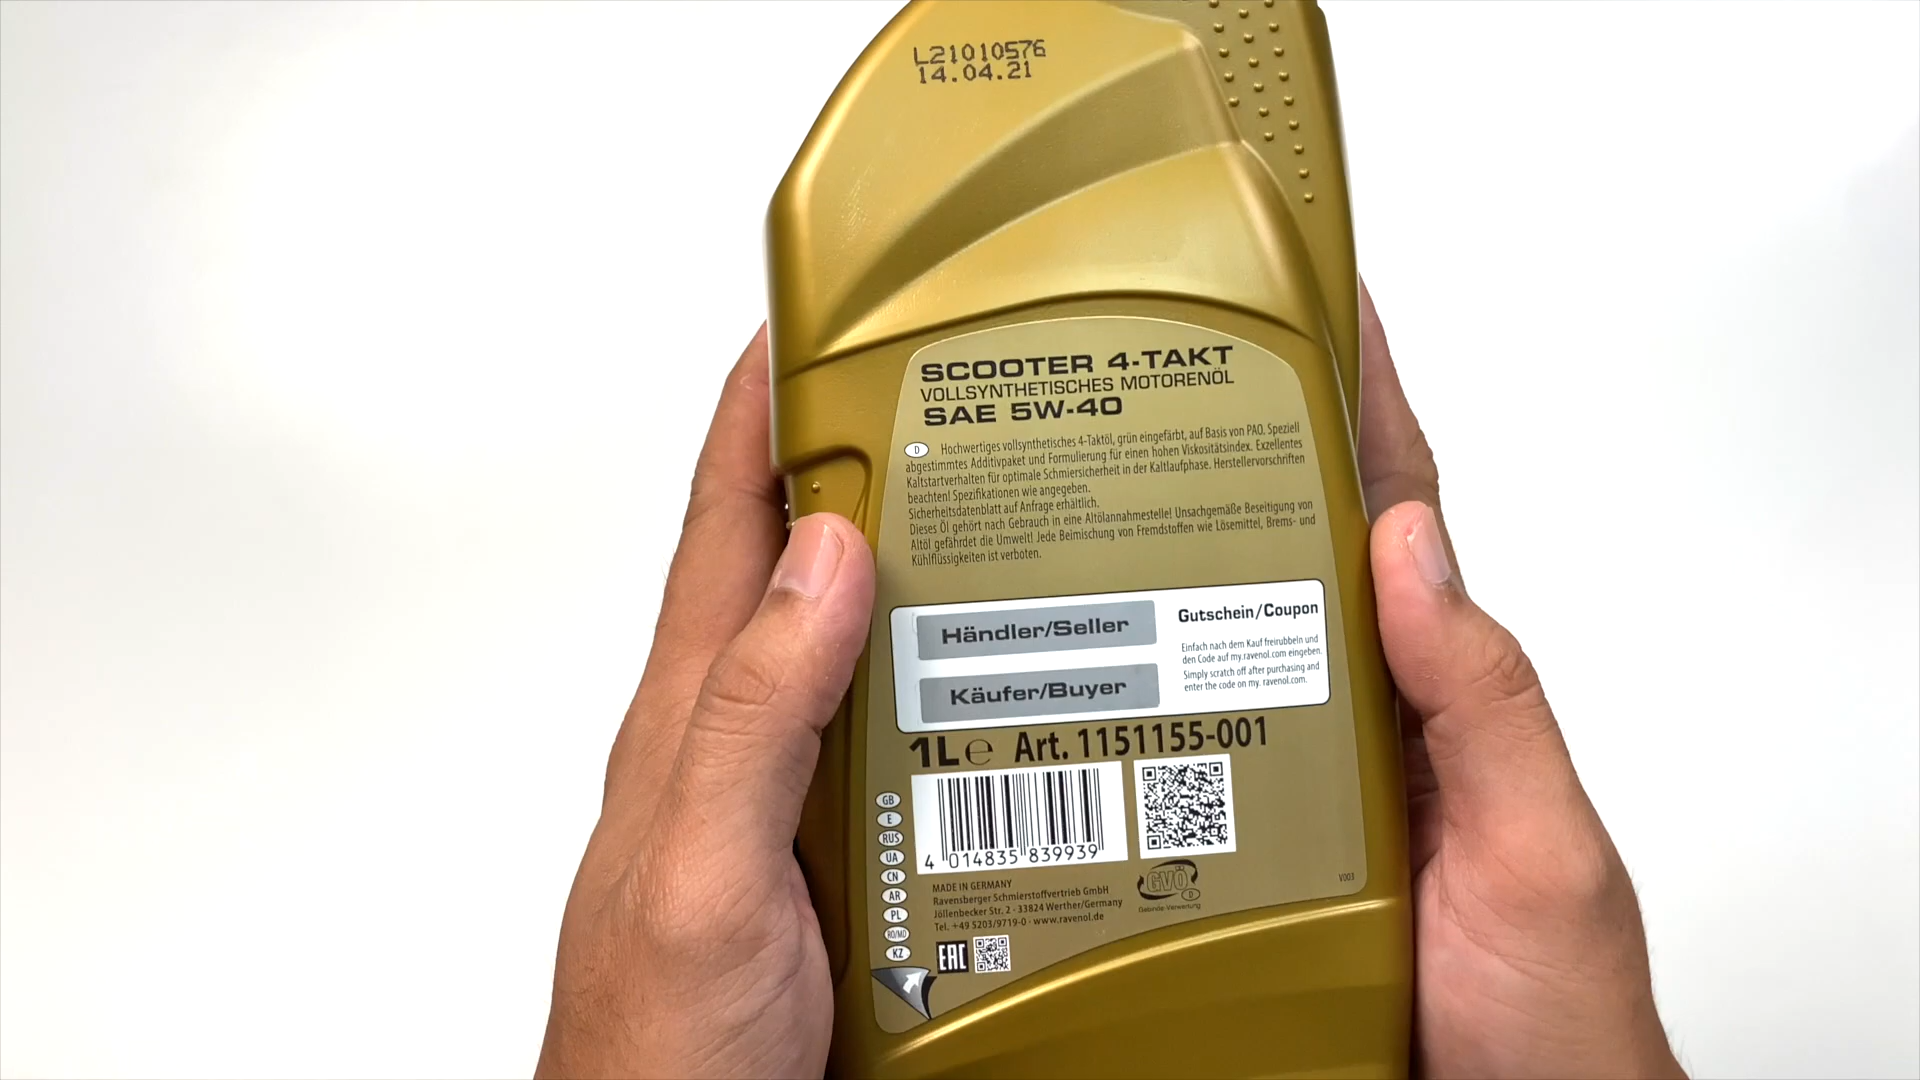 L21010576
14.04.21
SCOOTER 4-TAKT
VOLLSYNTHETISCHES MOTORENÖL
SAE 5W-40
D Hochwertiges vollsynthetisches 4-Taktöl, grün eingefärbt, auf Basis von PAO. Speziell
abgestimmtes Additivpaket und Formulierung für einen hohen Viskositätsindex. Exzellentes
Kaltstartverhalten für optimale Schmiersicherheit in der Kaltlaufphase. Herstellervorschriften
beachten! Spezifikationen wie angegeben.
Sicherheitsdatenblatt auf Anfrage erhältlich.
Dieses Öl gehört nach Gebrauch in eine Altölannahmestelle! Unsachgemäße Beseitigung von
Altöl gefährdet die Umwelt! Jede Beimischung von Fremdstoffen wie Lösemittel, Brems- und
Kühlflüssigkeiten ist verboten.
Händler/Seller
Käufer/Buyer
Gutschein/Coupon
Einfach nach dem Kauf freirubbeln und
den Code auf my.ravenol.com eingeben.
Simply scratch off after purchasing and
enter the code on my. ravenol.com.
1L e Art. 1151155-001
4 014835 839939
GB
E
RUS
UA
CN
AR
PL
RO/MD
KZ
MADE IN GERMANY
Ravensberger Schmierstoffvertrieb GmbH
Jöllenbecker Str. 2 - 33824 Werther/Germany
Tel. +49 5203/9719-0 - www.ravenol.de
GVÖ
D
Gebinde-Verwertung
V003
EAC